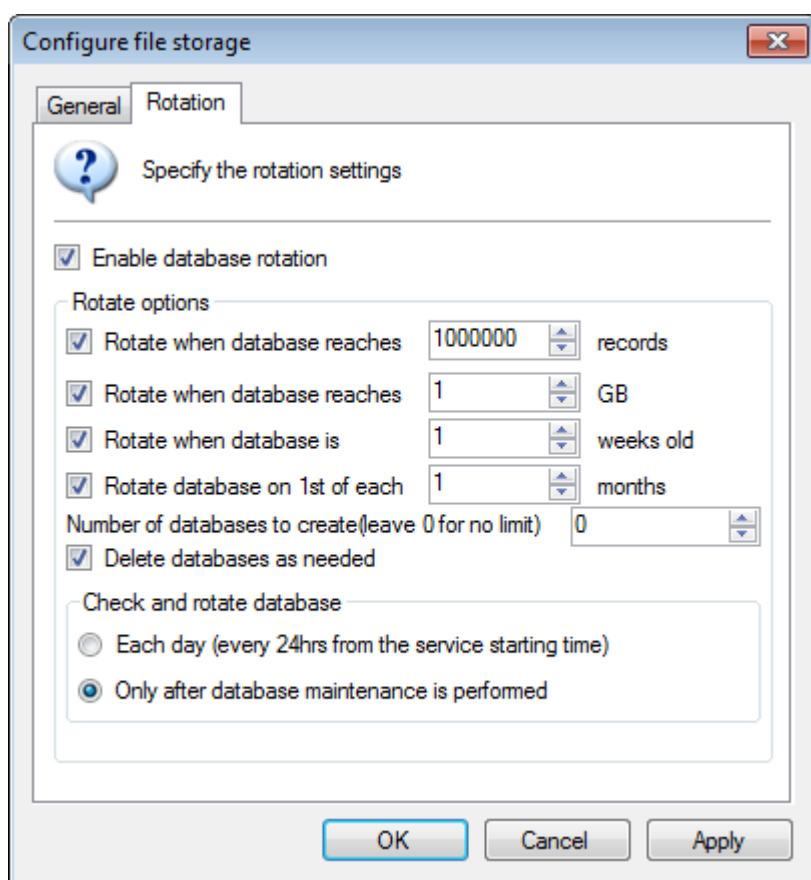 Configure file storage
General
Rotation
Specify the rotation settings
Enable database rotation
Rotate options
Rotate when database reaches 1000000 records
Rotate when database reaches 1 GB
Rotate when database is 1 weeks old
Rotate database on 1st of each 1 months
Number of databases to create(leave 0 for no limit) 0
Delete databases as needed
Check and rotate database
Each day (every 24hrs from the service starting time)
Only after database maintenance is performed
OK Cancel Apply